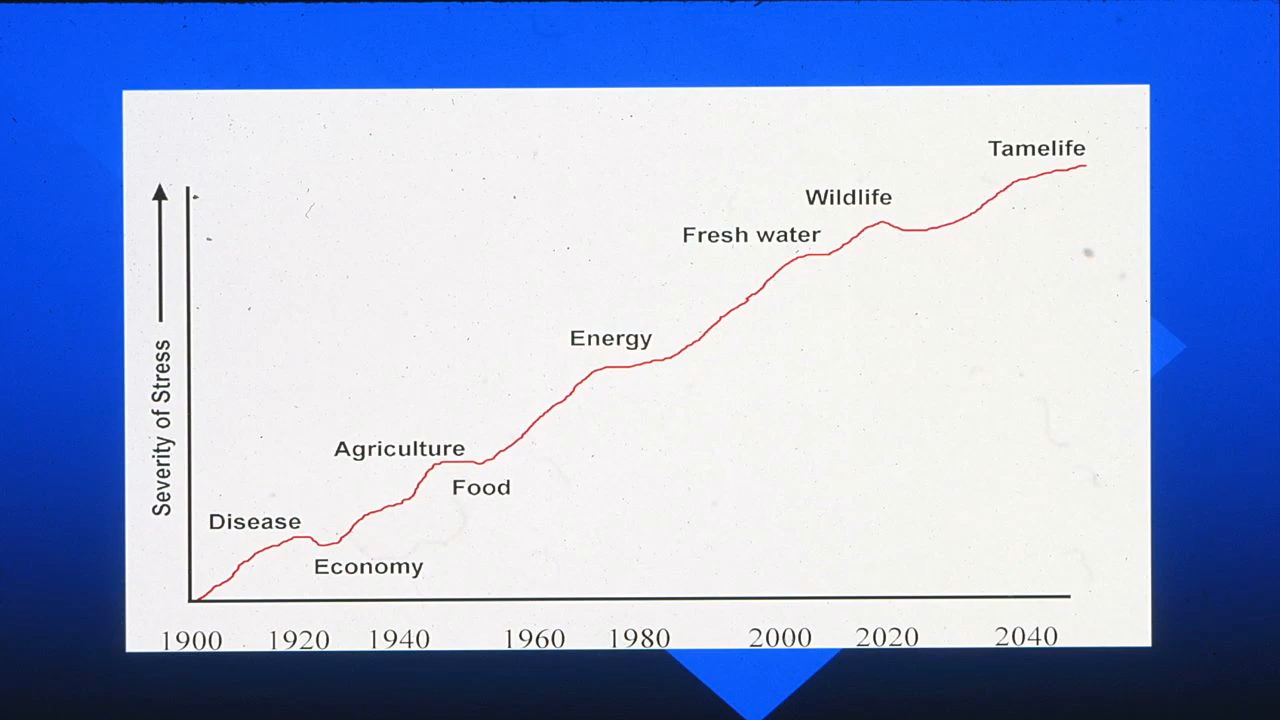 Tamelife
Wildlife
Fresh water
Energy
Agriculture
Food
Disease
Economy
Severity of Stress
1900 1920 1940 1960 1980 2000 2020 2040